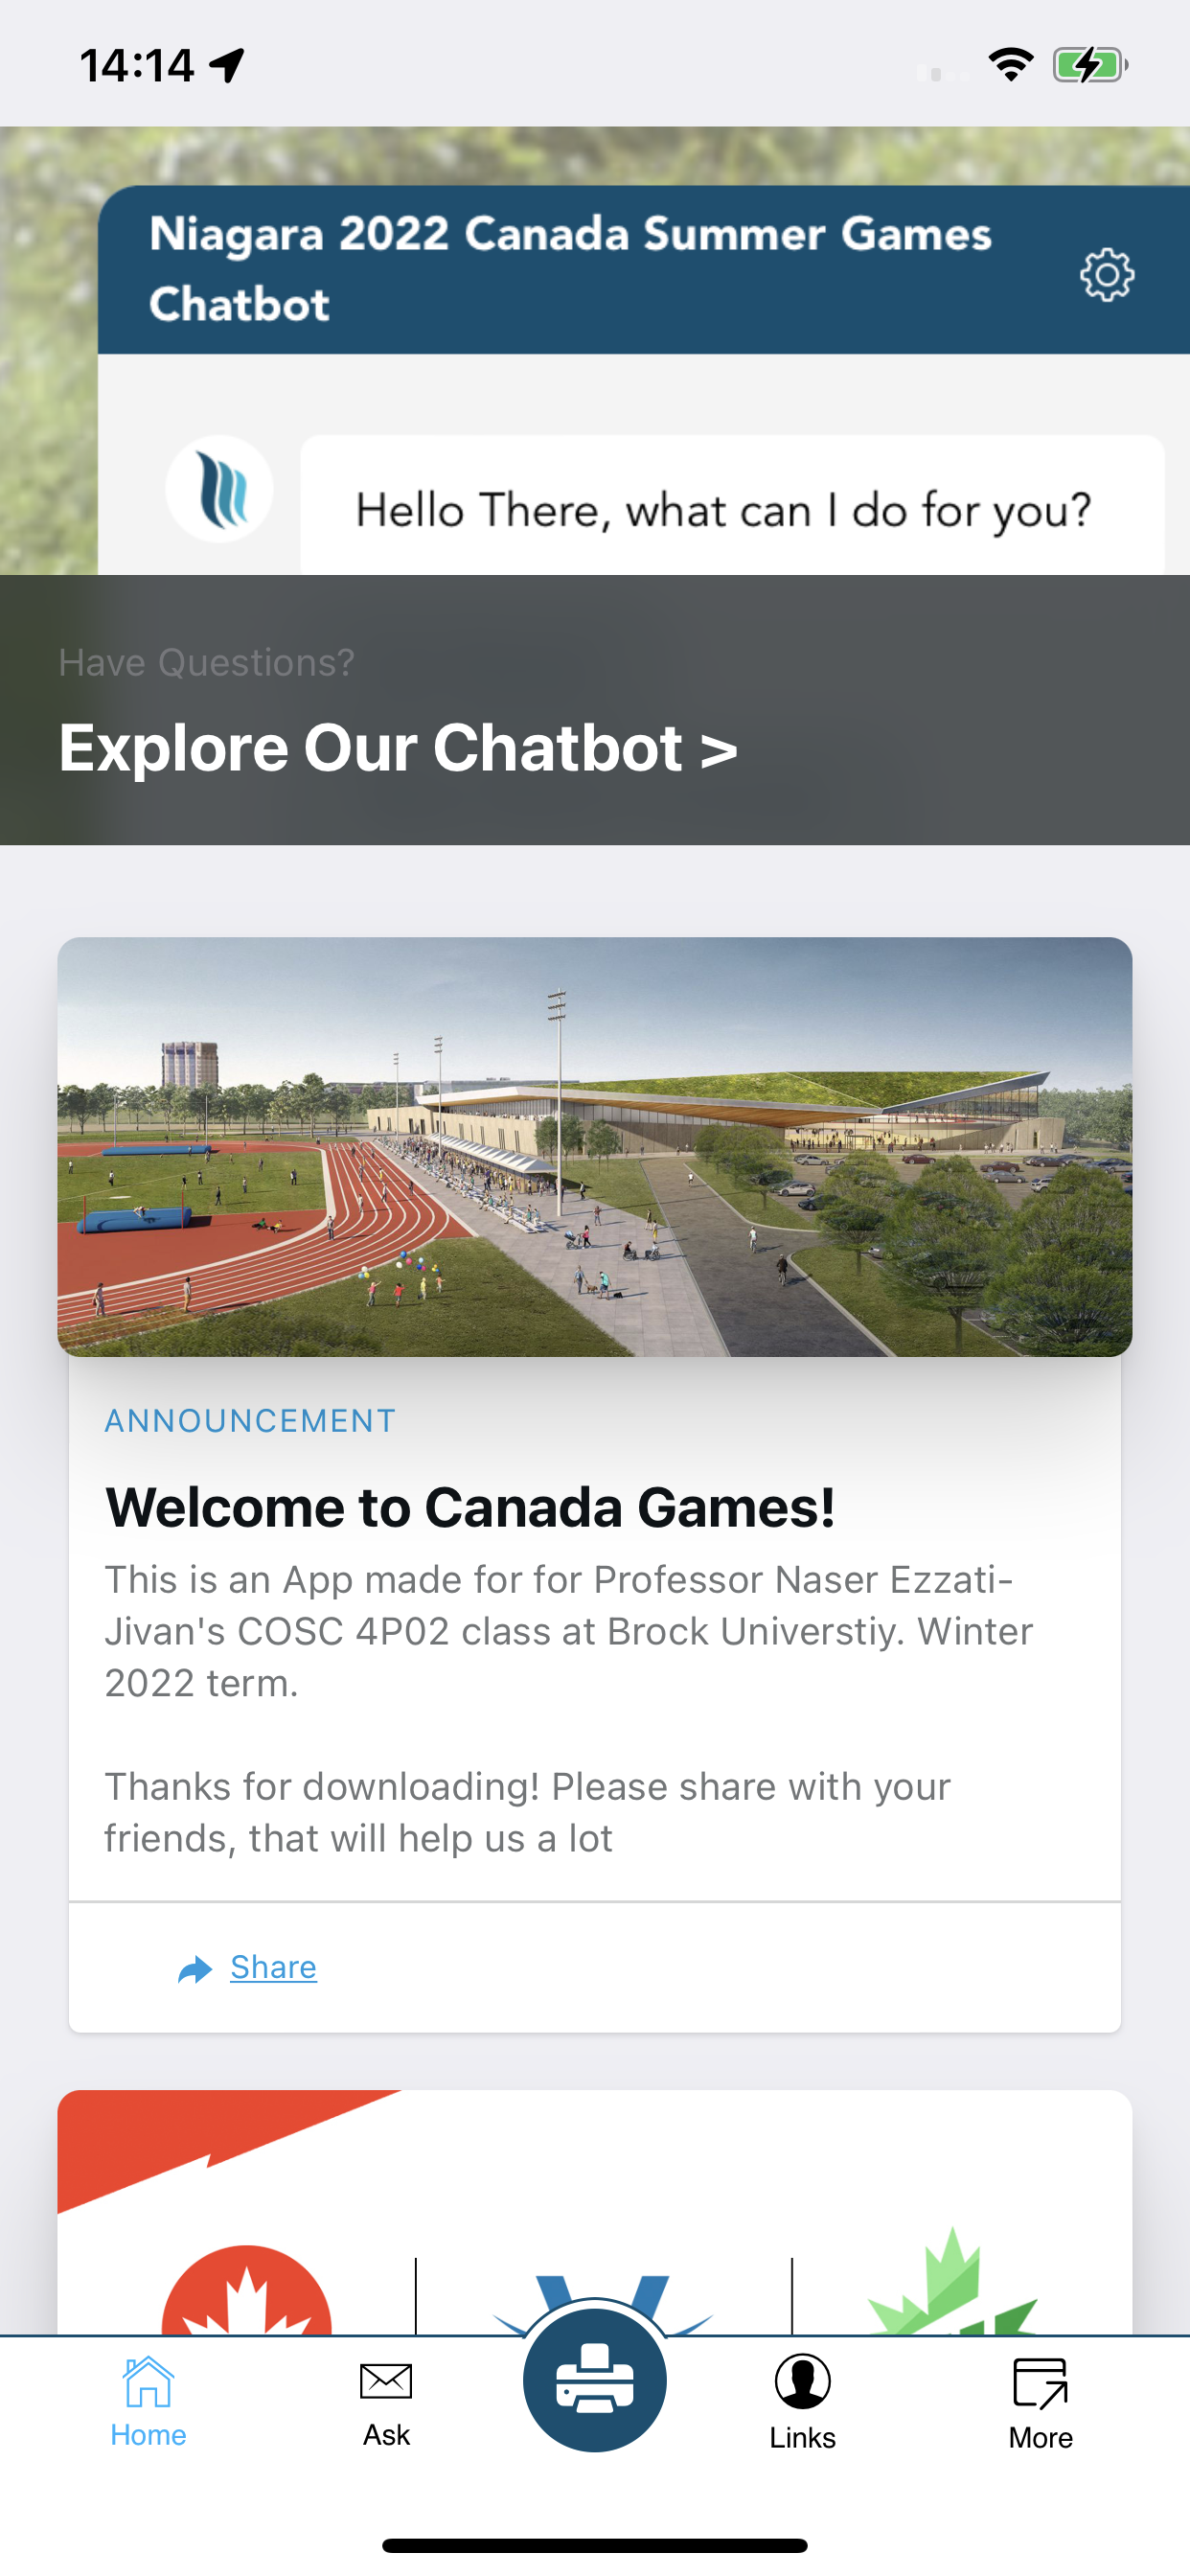 14:14
Niagara 2022 Canada Summer Games
Chatbot
Hello There, what can I do for you?
Have Questions?
Explore Our Chatbot >
ANNOUNCEMENT
Welcome to Canada Games!
This is an App made for for Professor Naser Ezzati-
Jivan's COSC 4P02 class at Brock Universtiy. Winter
2022 term.
Thanks for downloading! Please share with your
friends, that will help us a lot
Share
Home
Ask
Links
More